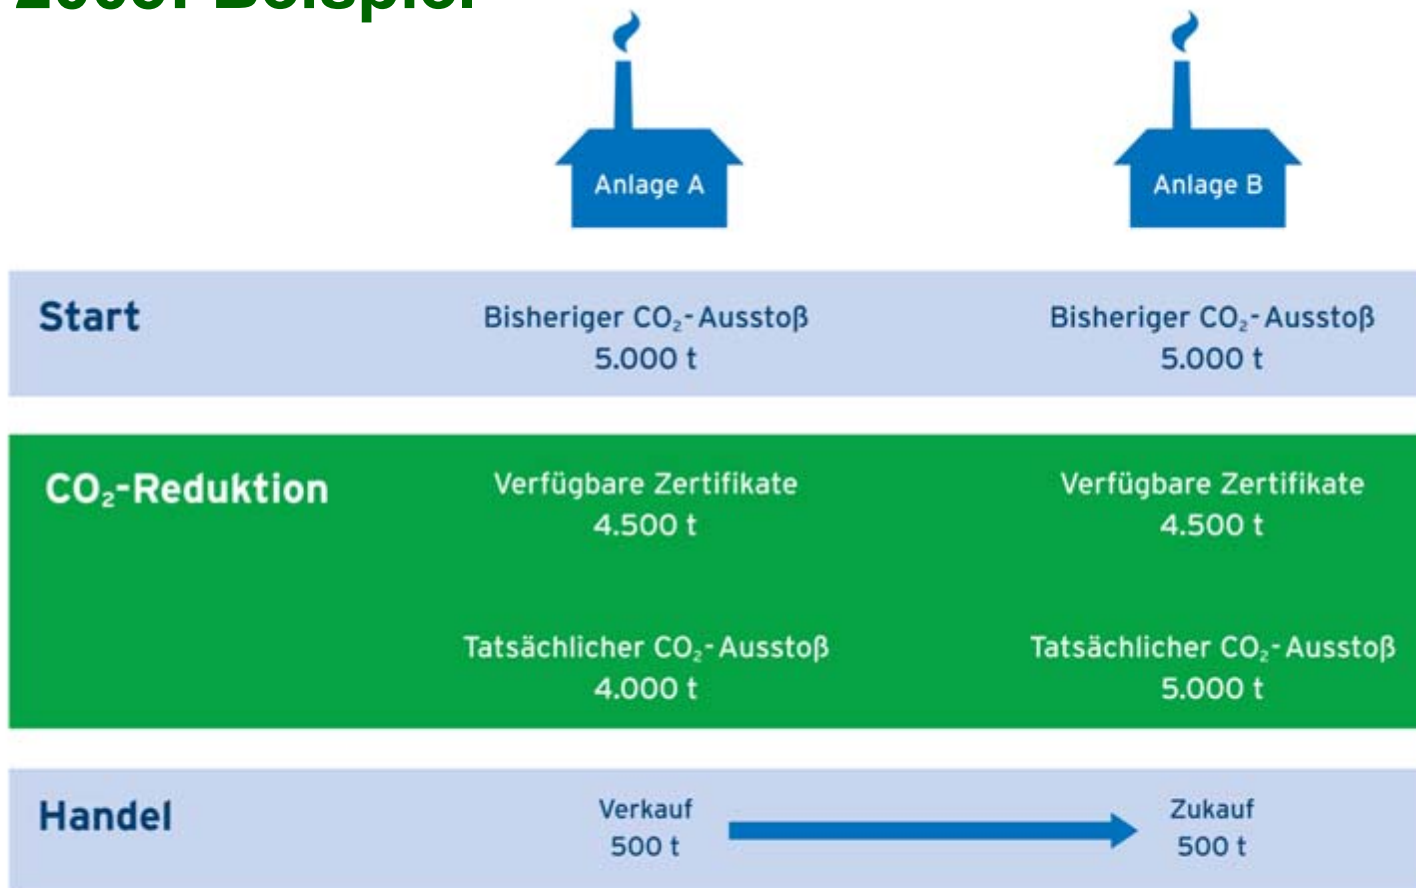 2005: Beispiel
Anlage A
Anlage B
Start
Bisheriger CO₂-Ausstoß
5.000 t
Bisheriger CO₂-Ausstoß
5.000 t
CO₂-Reduktion
Verfügbare Zertifikate
4.500 t
Verfügbare Zertifikate
4.500 t
Tatsächlicher CO₂-Ausstoß
4.000 t
Tatsächlicher CO₂-Ausstoß
5.000 t
Handel
Verkauf
500 t
Zukauf
500 t